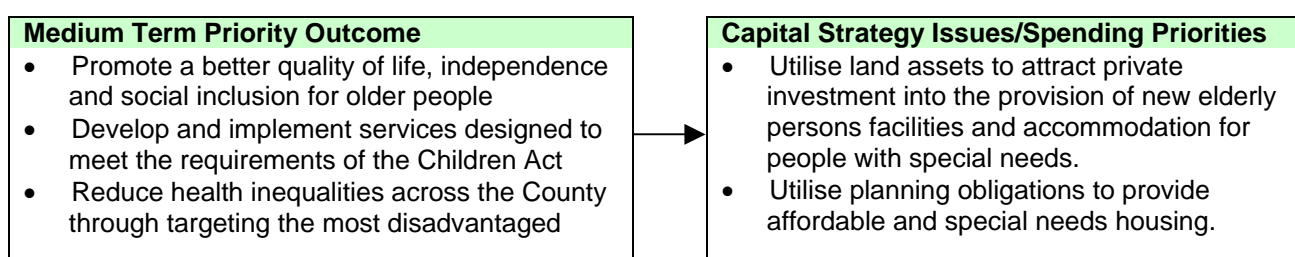 Medium Term Priority Outcome
• Promote a better quality of life, independence
and social inclusion for older people
• Develop and implement services designed to
meet the requirements of the Children Act
• Reduce health inequalities across the County
through targeting the most disadvantaged
Capital Strategy Issues/Spending Priorities
• Utilise land assets to attract private
investment into the provision of new elderly
persons facilities and accommodation for
people with special needs.
• Utilise planning obligations to provide
affordable and special needs housing.